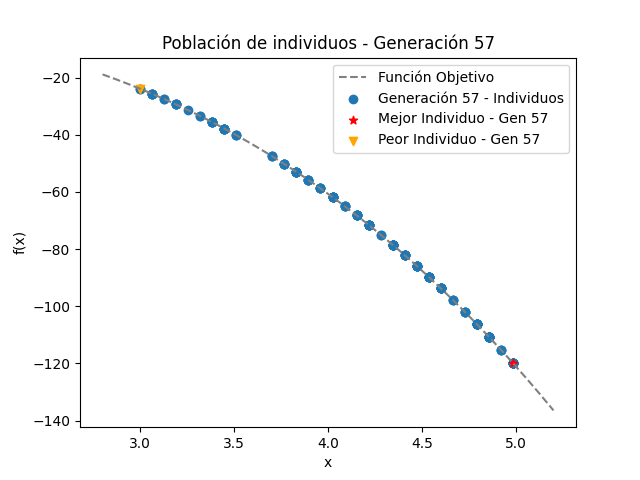 Población de individuos - Generación 57
Función Objetivo
Generación 57 - Individuos
Mejor Individuo - Gen 57
Peor Individuo - Gen 57
f(x)
−20
−40
−60
−80
−100
−120
−140
3.0 3.5 4.0 4.5 5.0
x